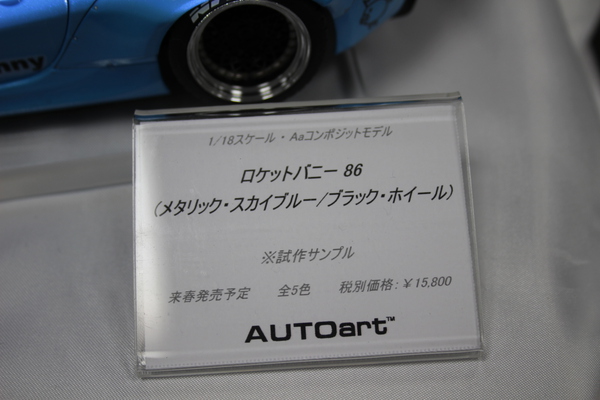 nny
1/18スケール・Aaコンポジットモデル
ロケットバニー 86
(メタリック・スカイブルー/ブラック・ホイール)
※試作サンプル
来春発売予定 全5色 税別価格:¥15,800
AUTOart™